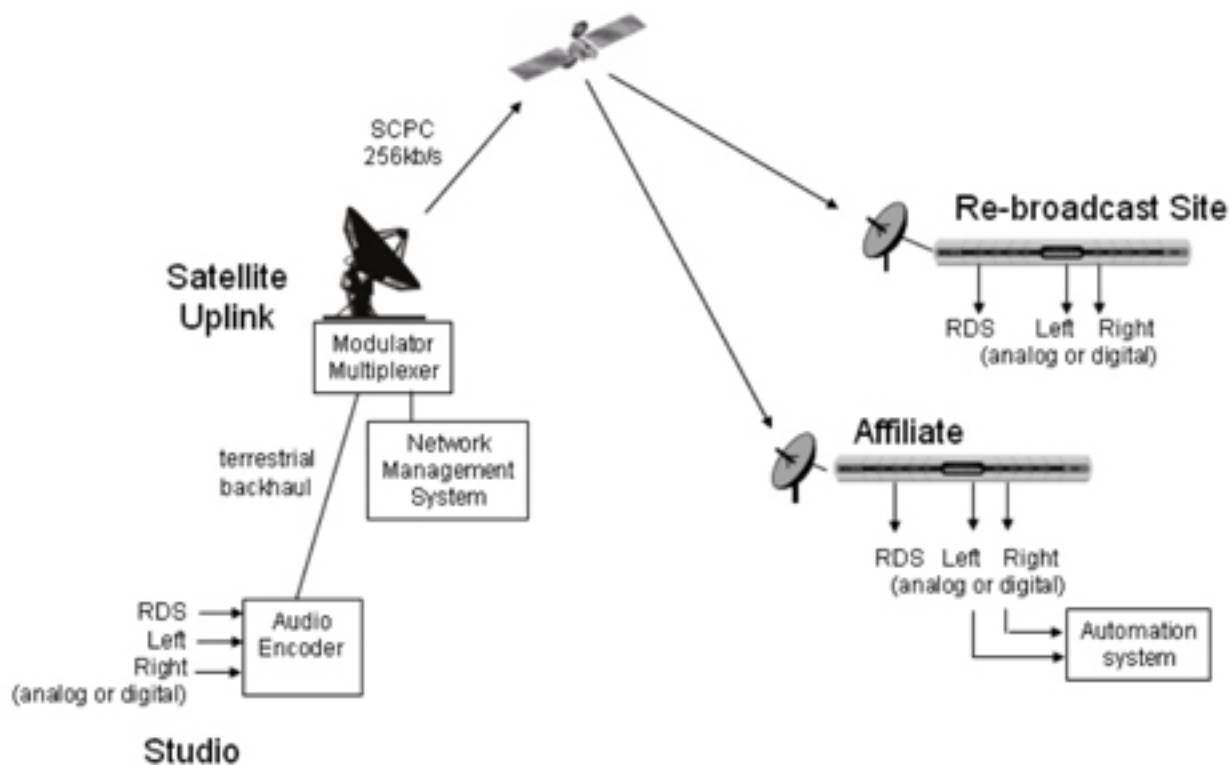 SCPC
256kb/s
Re-broadcast Site
RDS Left Right
(analog or digital)
Satellite
Uplink
Modulator
Multiplexer
Network
Management
System
terrestrial
backhaul
Affiliate
RDS Left Right
(analog or digital)
Automation
system
RDS
Left
Right
(analog or digital)
Audio
Encoder
Studio